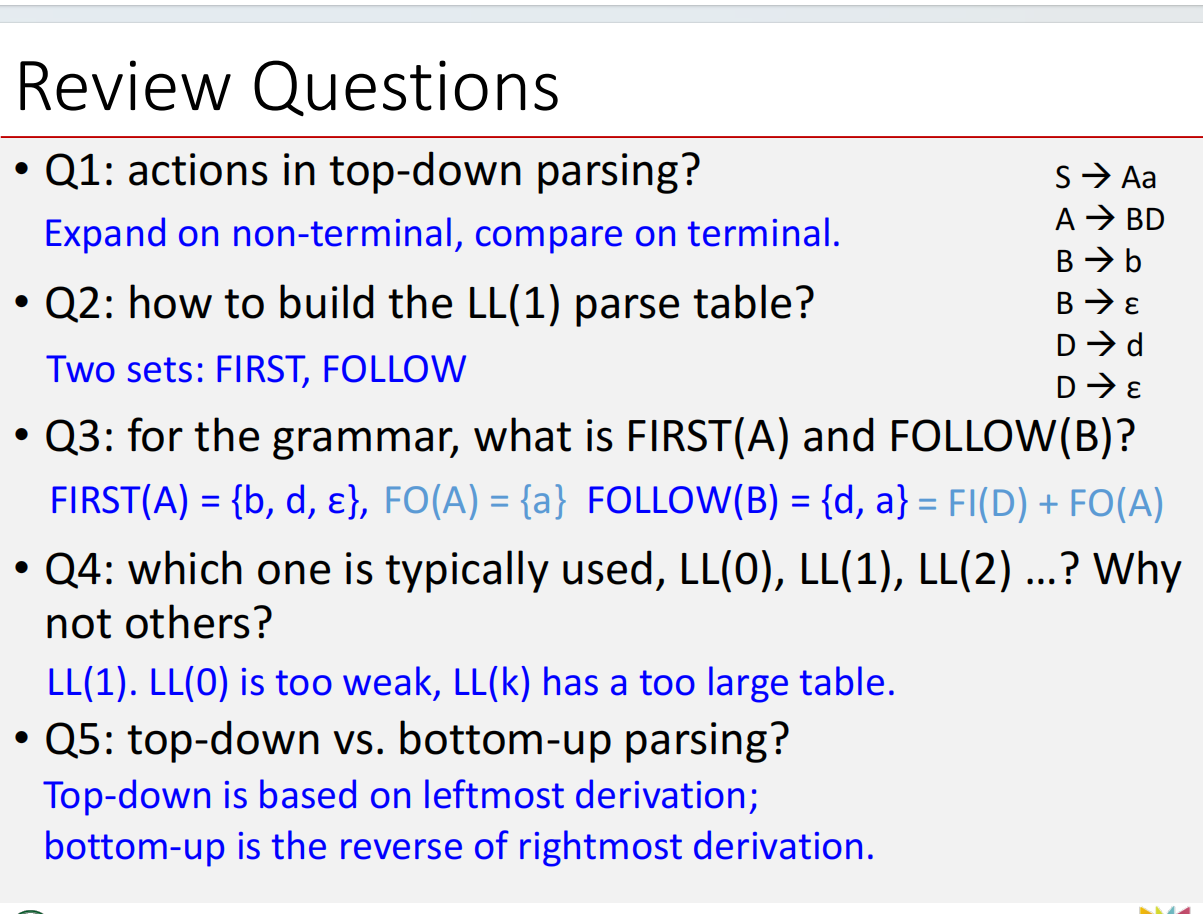 Review Questions
• Q1: actions in top-down parsing?
Expand on non-terminal, compare on terminal.
• Q2: how to build the LL(1) parse table?
Two sets: FIRST, FOLLOW
S → Aa
A → BD
B → b
B → ε
D → d
D → ε
• Q3: for the grammar, what is FIRST(A) and FOLLOW(B)?
FIRST(A) = {b, d, ε}, FO(A) = {a} FOLLOW(B) = {d, a} = FI(D) + FO(A)
• Q4: which one is typically used, LL(0), LL(1), LL(2) ...? Why
not others?
LL(1). LL(0) is too weak, LL(k) has a too large table.
• Q5: top-down vs. bottom-up parsing?
Top-down is based on leftmost derivation;
bottom-up is the reverse of rightmost derivation.